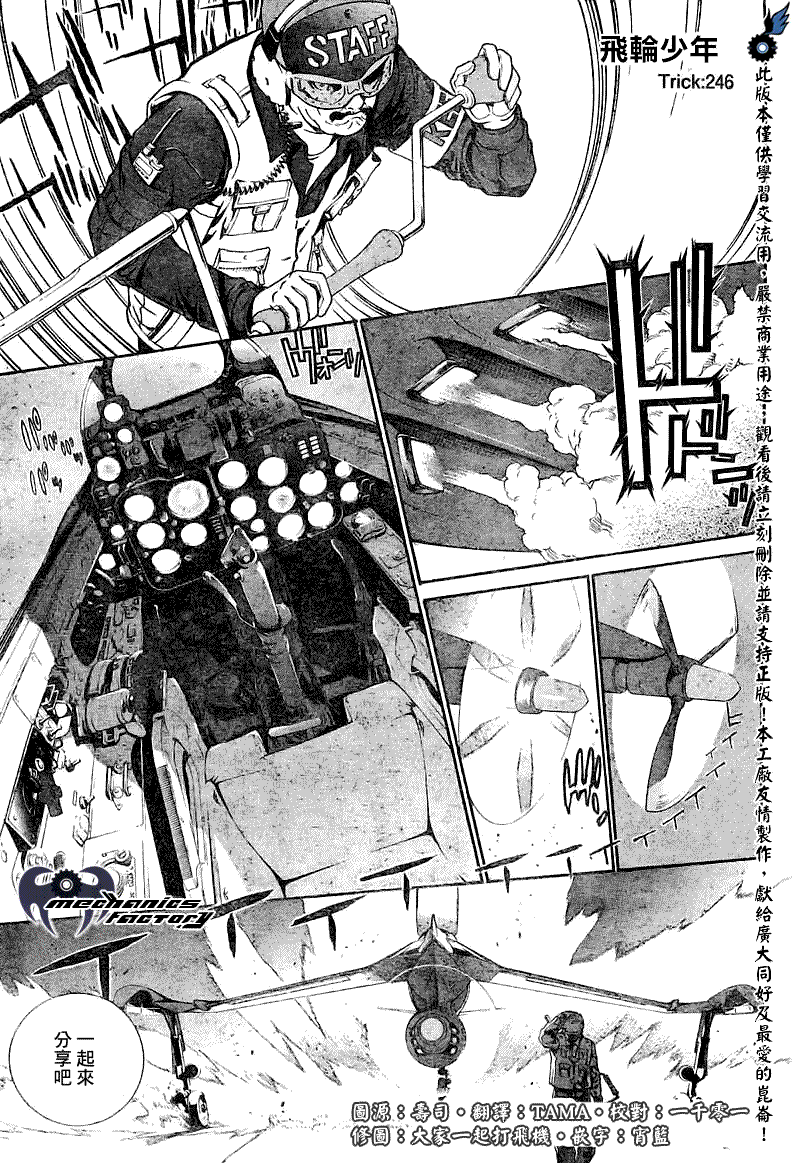 飛輪少年
Trick:246
STAFF
此版本僅供學習交流用；嚴禁商業用途；觀看後請立刻刪除並請支持正版！本工廠友情製作，獻給廣大同好及最愛的崑崙！
mechanics
factory
一起來
分享吧
圖源：壽司·翻譯：TAMA·校對：一千零一
修圖：大家一起打飛機·嵌字：宵藍